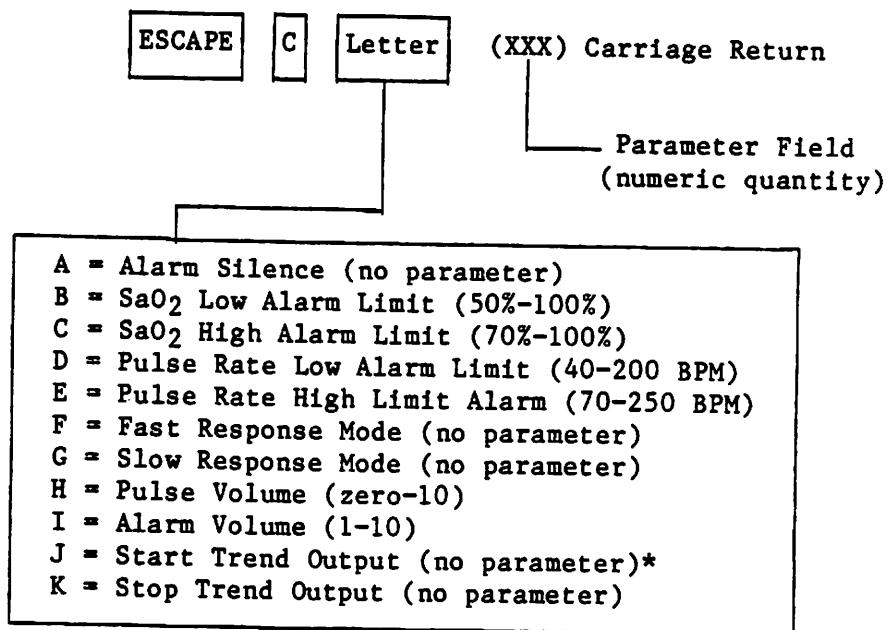 ESCAPE C Letter (XXX) Carriage Return
Parameter Field
(numeric quantity)
A = Alarm Silence (no parameter)
B = SaO2 Low Alarm Limit (50%-100%)
C = SaO2 High Alarm Limit (70%-100%)
D = Pulse Rate Low Alarm Limit (40-200 BPM)
E = Pulse Rate High Limit Alarm (70-250 BPM)
F = Fast Response Mode (no parameter)
G = Slow Response Mode (no parameter)
H = Pulse Volume (zero-10)
I = Alarm Volume (1-10)
J = Start Trend Output (no parameter)*
K = Stop Trend Output (no parameter)